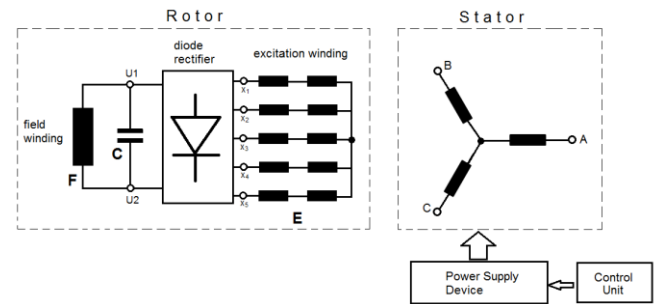 Rotor
Stator
diode
rectifier
excitation winding
U1
X1
X2
X3
X4
X5
field
winding
F
C
U2
E
B
A
C
Power Supply
Device
Control
Unit